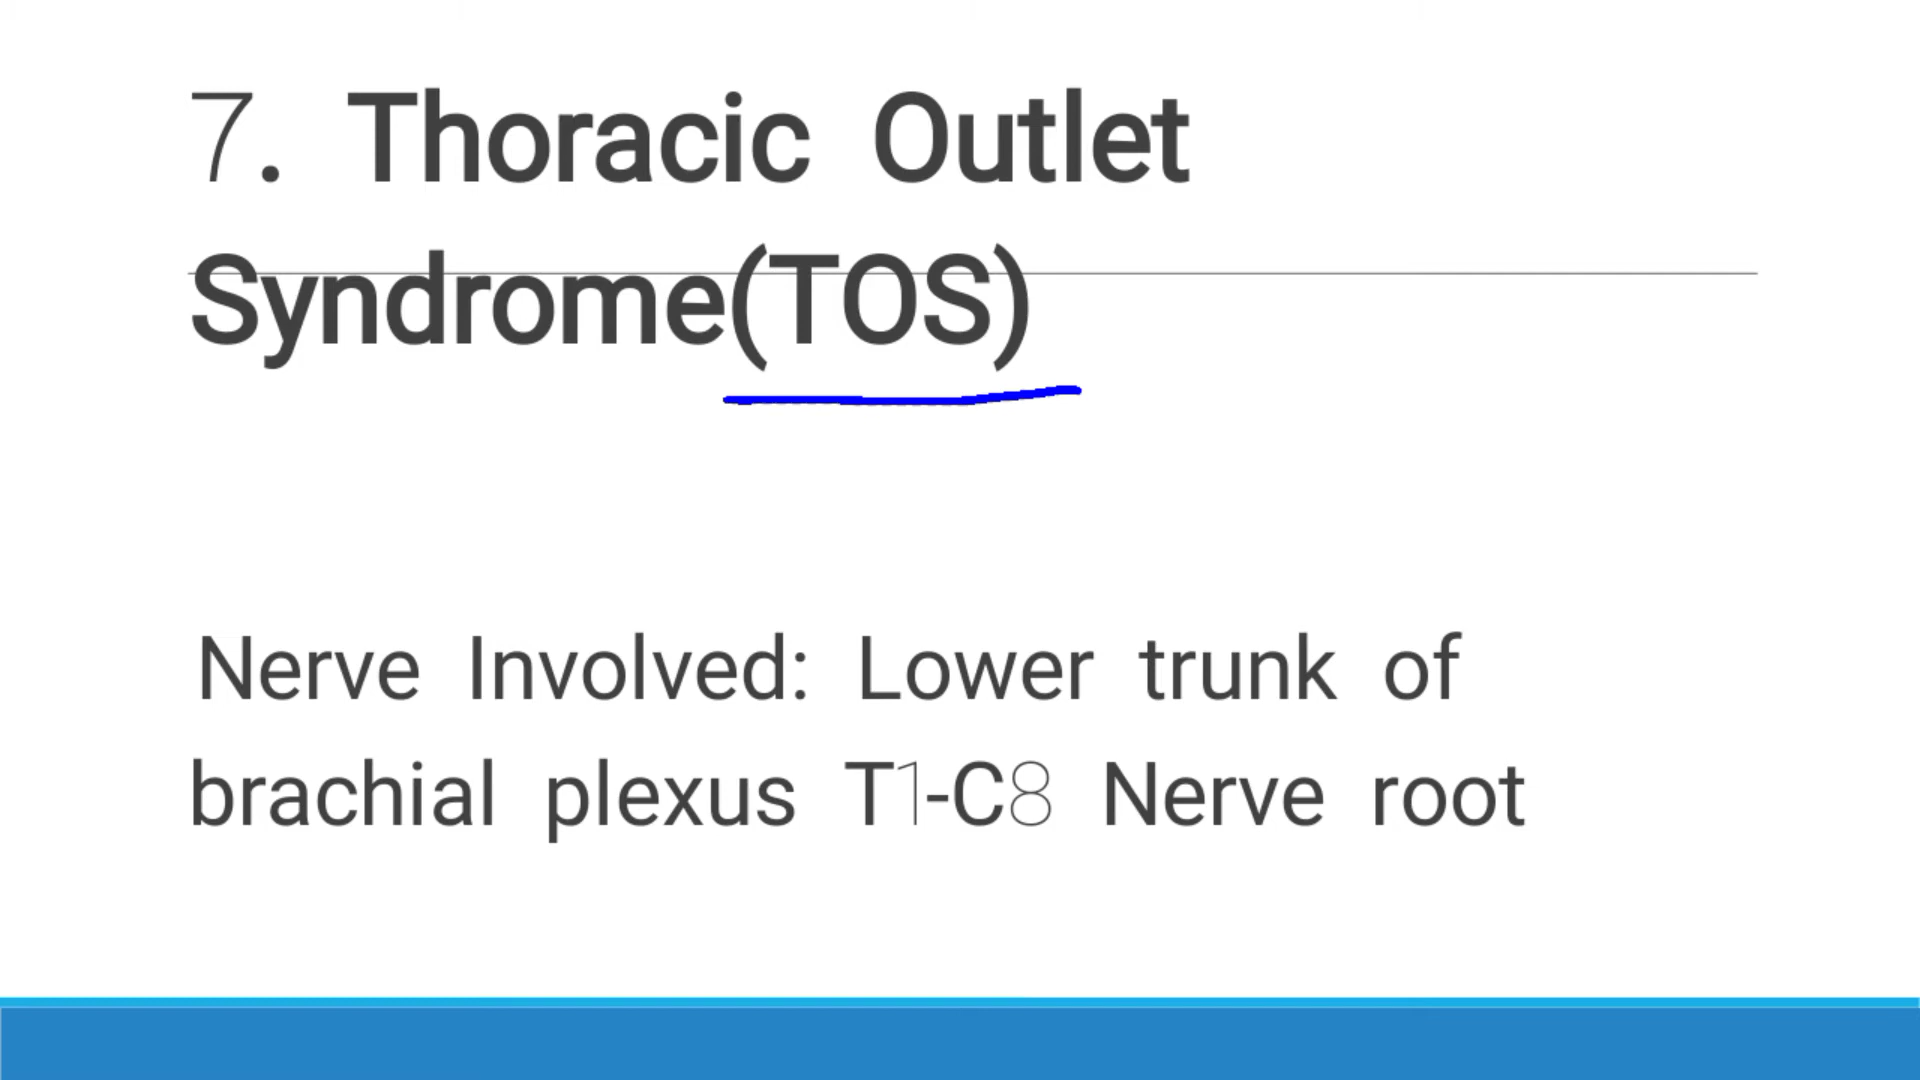 7. Thoracic Outlet
Syndrome(TOS)
Nerve Involved: Lower trunk of
brachial plexus T1-C8 Nerve root